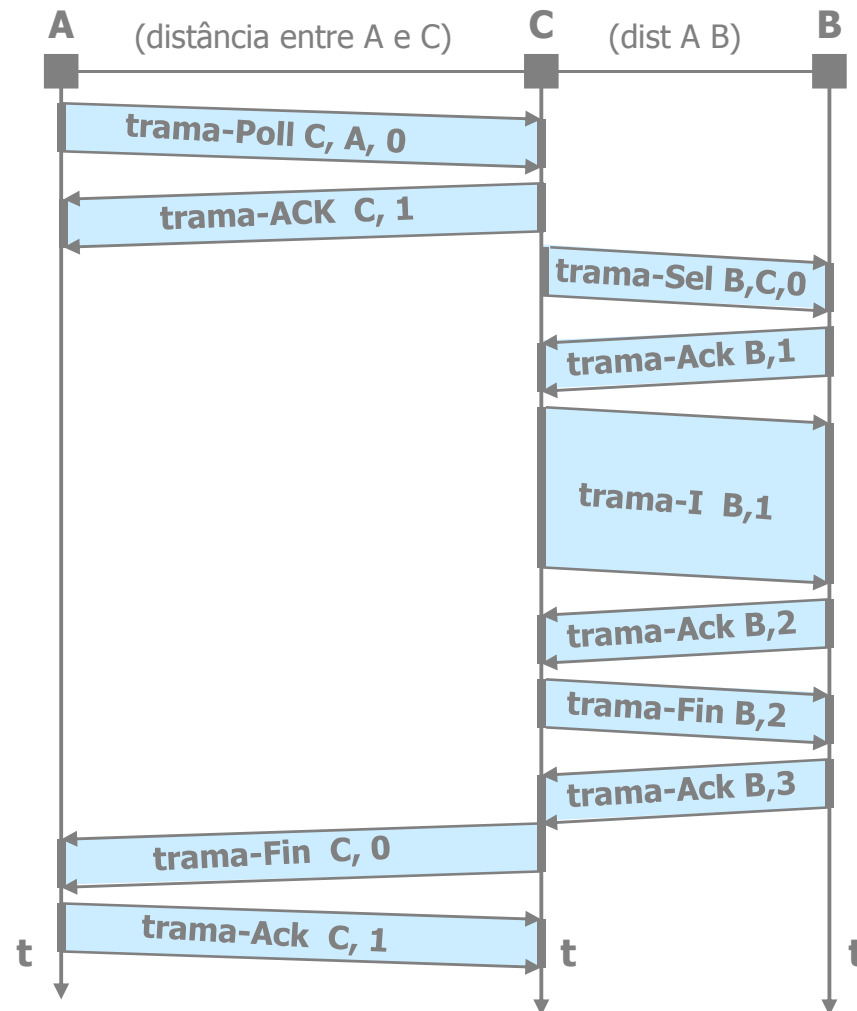 A (distância entre A e C) C (dist A B) B
trama-Poll C, A, 0
trama-ACK C, 1
trama-Sel B,C,0
trama-Ack B,1
trama-I B,1
trama-Ack B,2
trama-Fin B,2
trama-Ack B,3
trama-Fin C, 0
trama-Ack C, 1
t t t